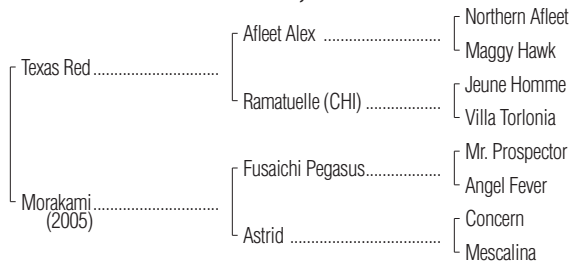 Northern Afleet
Afleet Alex ..............................
Maggy Hawk
Texas Red ................................
Jeune Homme
Ramatuelle (CHI) ...................
Villa Torlonia
Mr. Prospector
Fusaichi Pegasus...................
Angel Fever
Morakami ................................
(2005)
Concern
Astrid ......................................
Mescalina